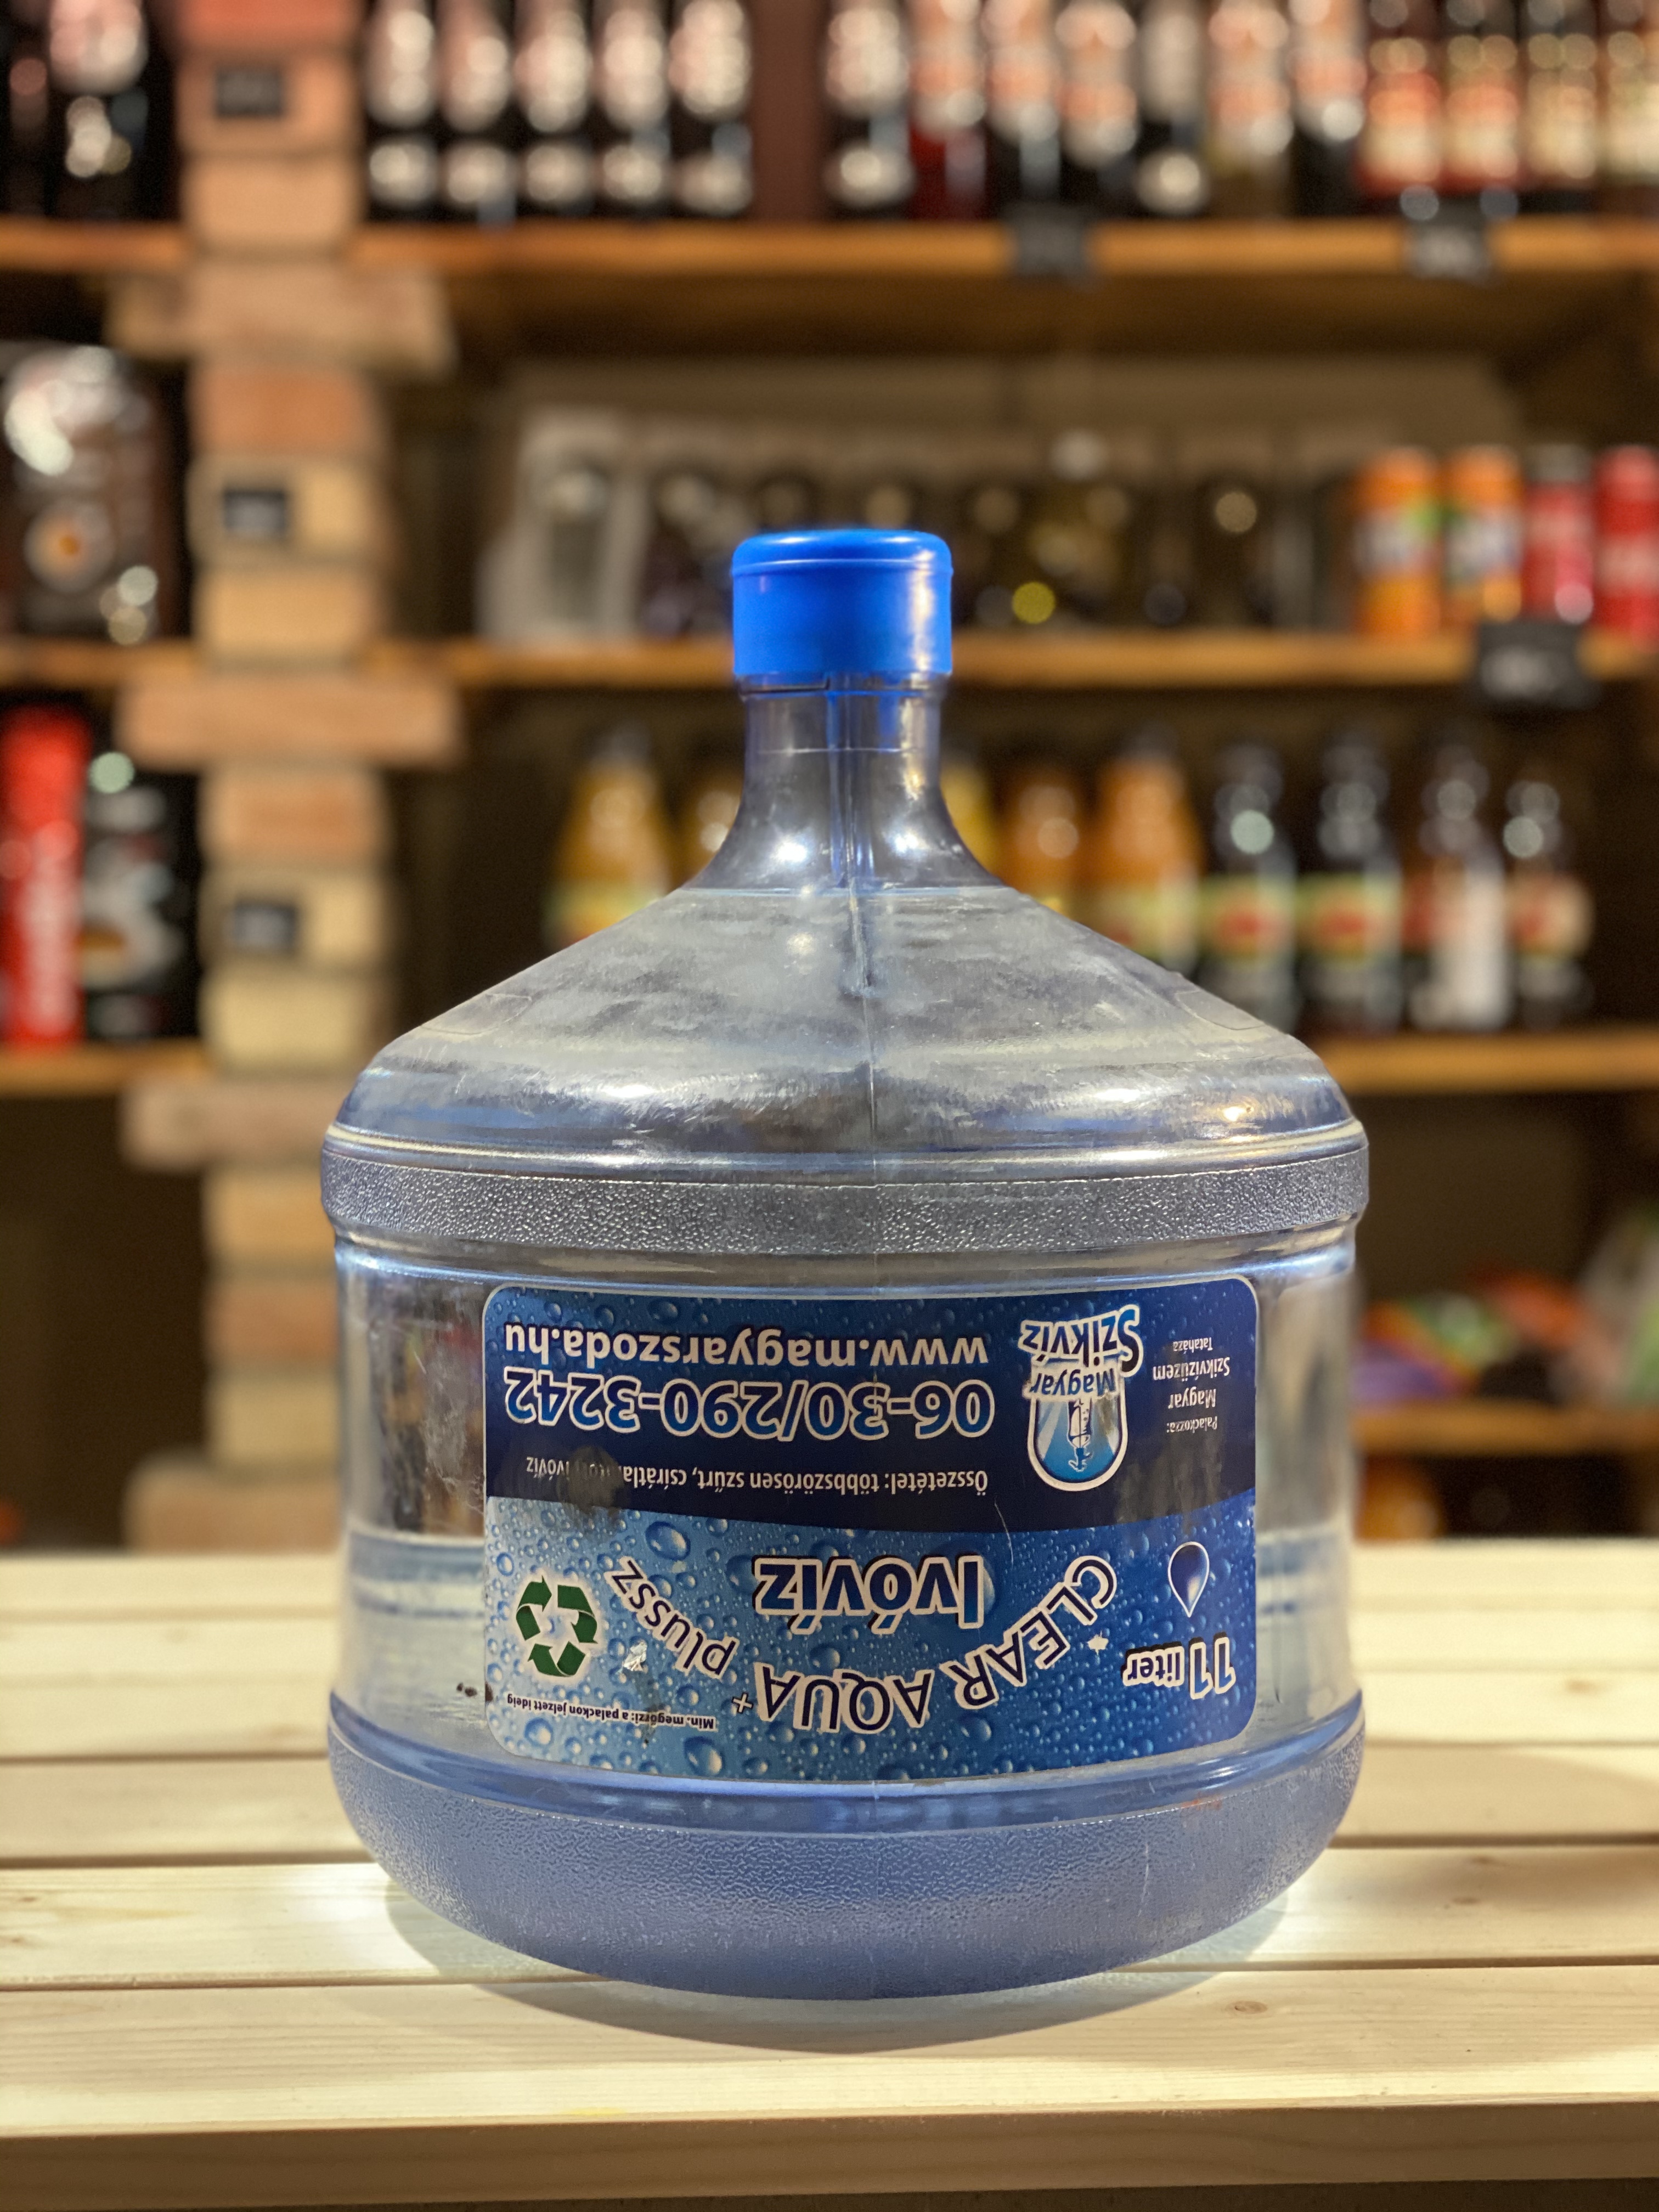 Min. megőrzi: a palackon jelzett ideig
11 liter
CLEAR AQUA+ plussz
Ivóvíz
Összetétel: többszörösen szűrt, csírátlanított ivóvíz
06-30/290-3242
www.magyarszoda.hu
Palackozza:
Magyar
Szikvízüzem
Tataháza
Magyar
Szikvíz